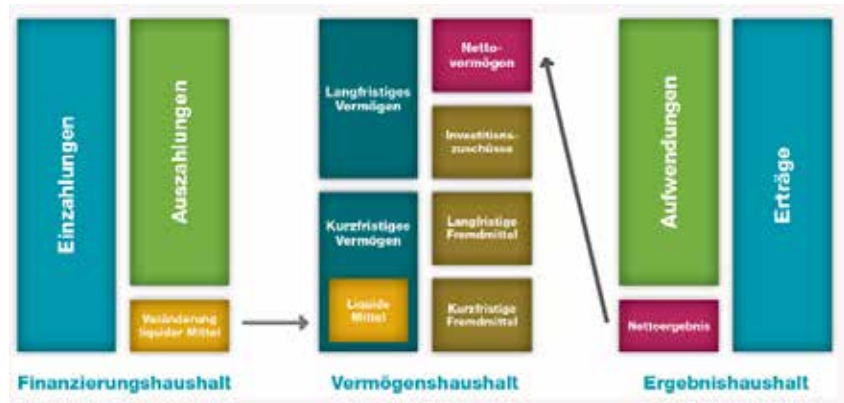 Einzahlungen
Auszahlungen
Veränderung
liquider Mittel
Finanzierungshaushalt
Langfristiges
Vermögen
Kurzfristiges
Vermögen
Liquide
Mittel
Netto-
vermögen
Investitions-
zuschüsse
Langfristige
Fremdmittel
Kurzfristige
Fremdmittel
Vermögenshaushalt
Aufwendungen
Nettoergebnis
Erträge
Ergebnishaushalt